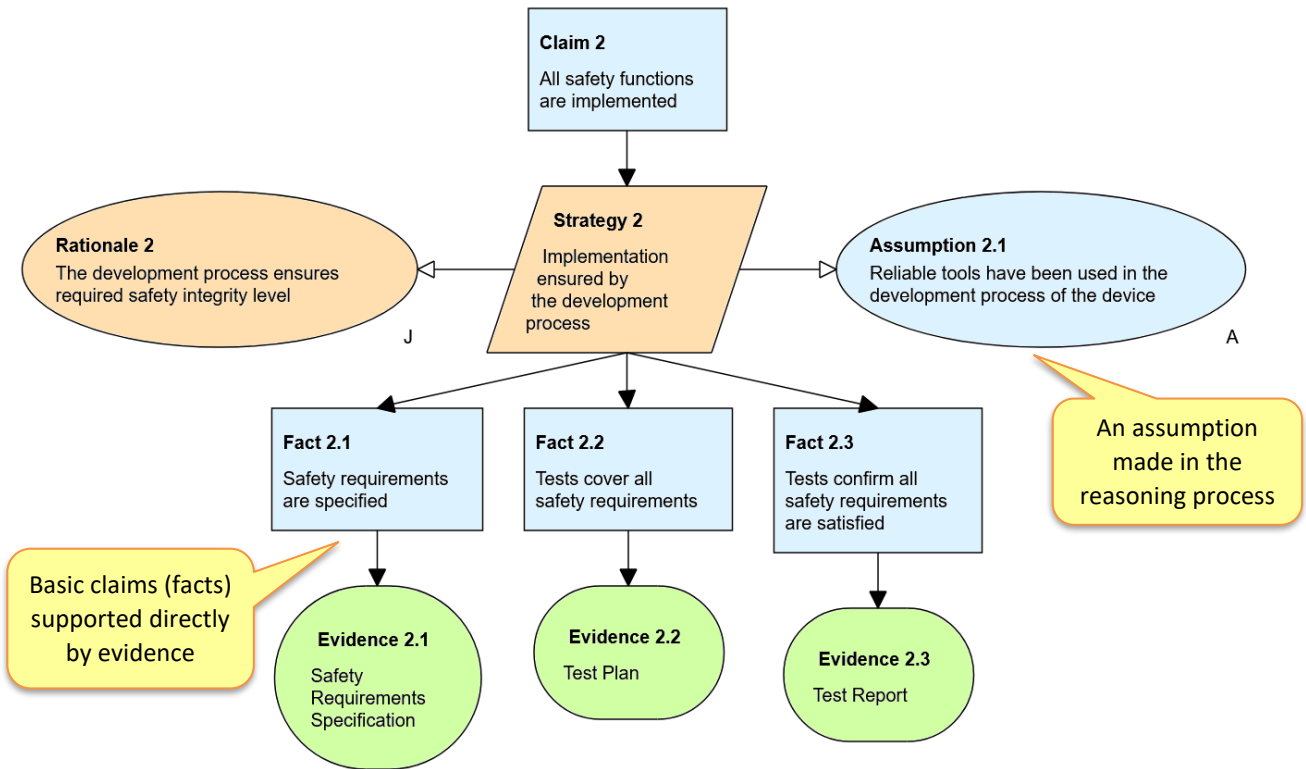 Claim 2
All safety functions
are implemented
Rationale 2
The development process ensures
required safety integrity level
J
Strategy 2
Implementation
ensured by
the development
process
Assumption 2.1
Reliable tools have been used in the
development process of the device
A
An assumption
made in the
reasoning process
Fact 2.1
Safety requirements
are specified
Fact 2.2
Tests cover all
safety requirements
Fact 2.3
Tests confirm all
safety requirements
are satisfied
Basic claims (facts)
supported directly
by evidence
Evidence 2.1
Safety
Requirements
Specification
Evidence 2.2
Test Plan
Evidence 2.3
Test Report